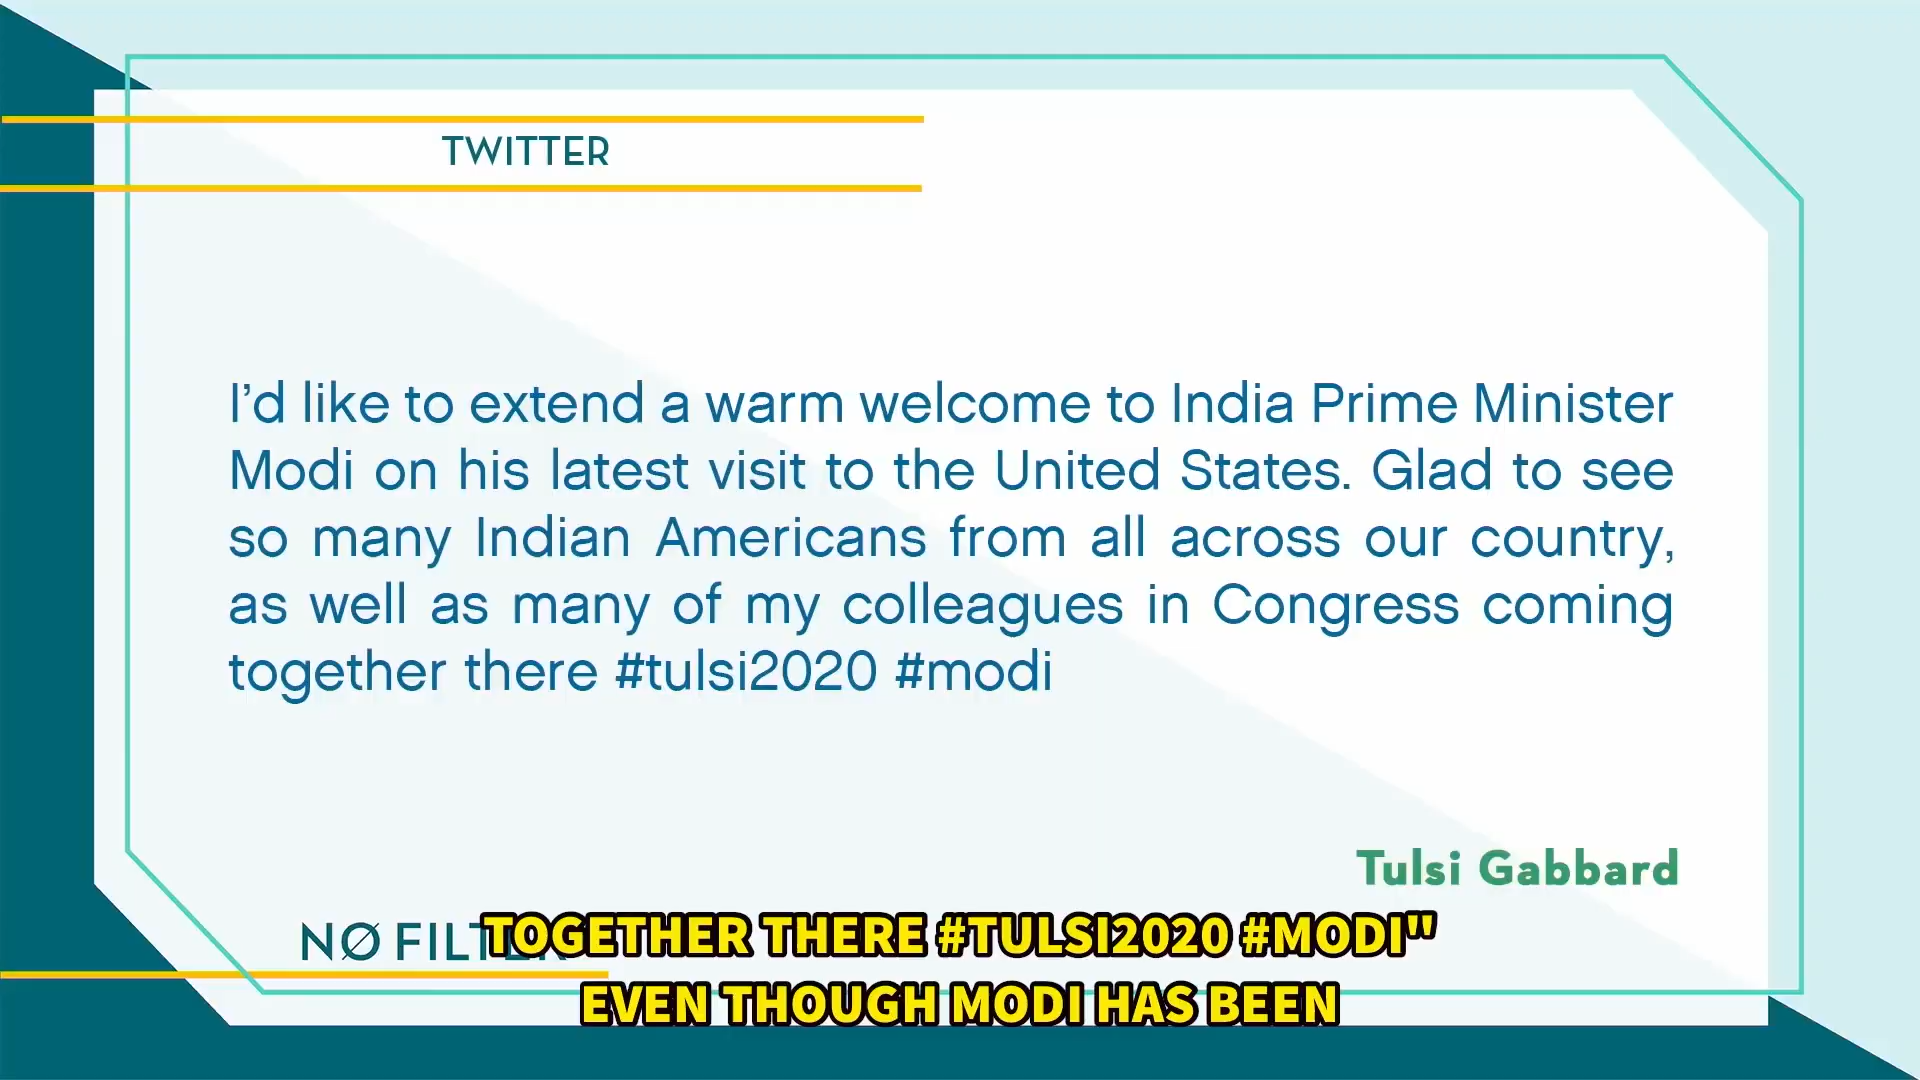 TWITTER
I’d like to extend a warm welcome to India Prime Minister
Modi on his latest visit to the United States. Glad to see
so many Indian Americans from all across our country,
as well as many of my colleagues in Congress coming
together there #tulsi2020 #modi
Tulsi Gabbard
NØ FILTER
TOGETHER THERE #TULSI2020 #MODI"
EVEN THOUGH MODI HAS BEEN